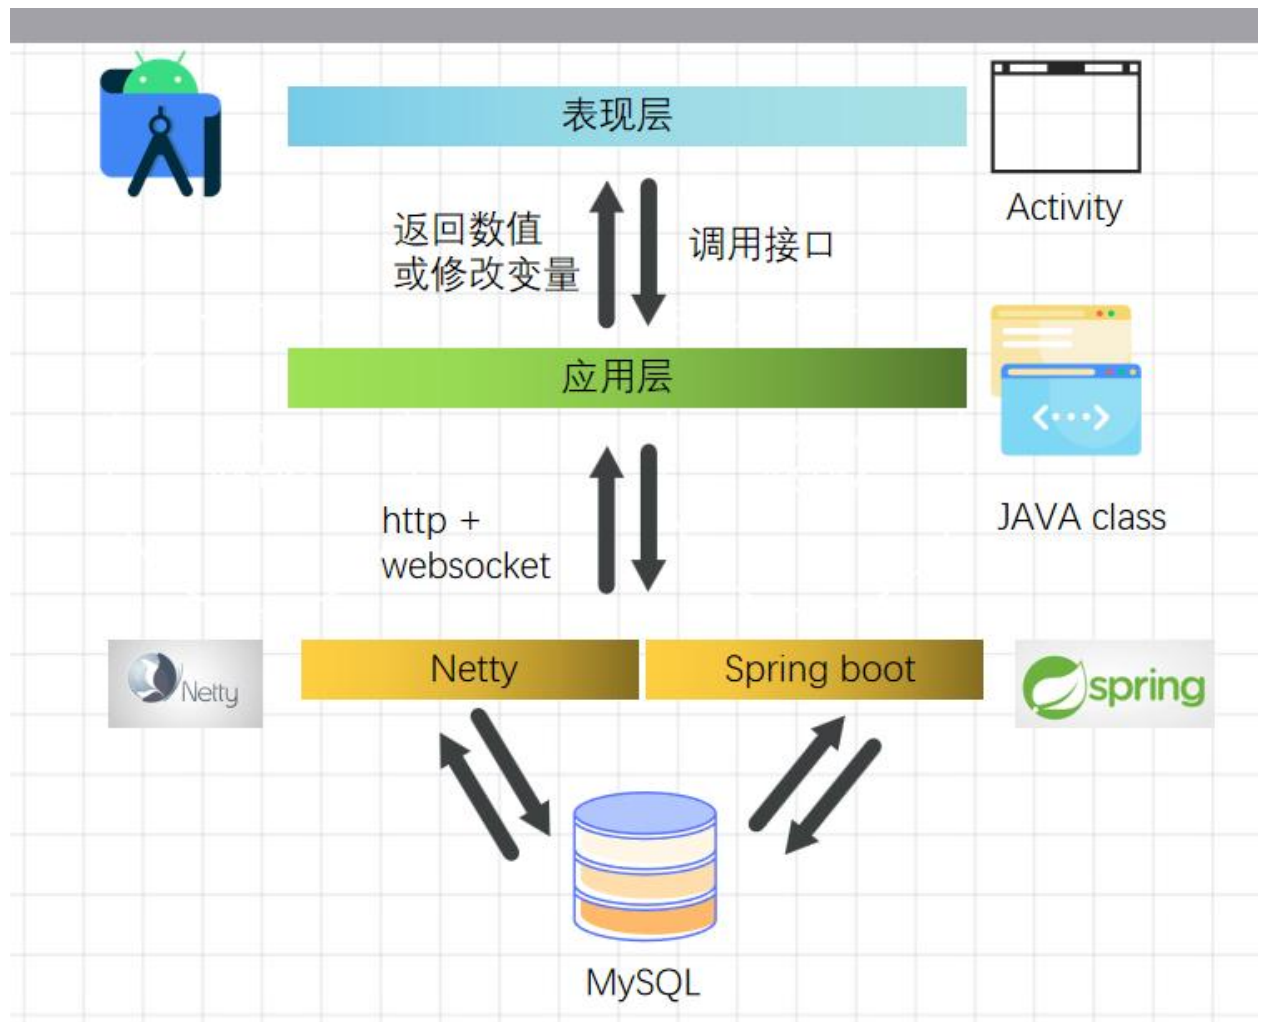 表现层
Activity
返回数值
或修改变量
调用接口
应用层
JAVA class
http +
websocket
Netty
Netty
Spring boot
spring
MySQL